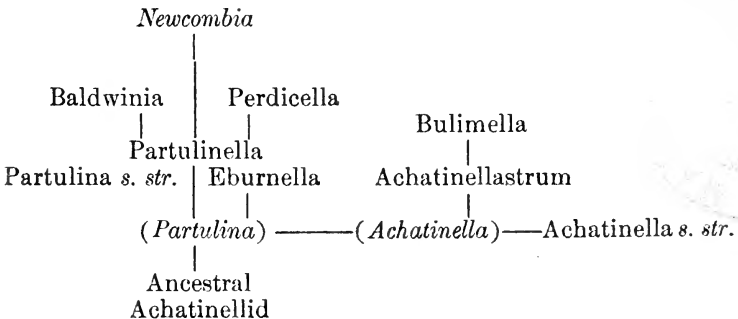 Newcombia
Baldwinia Perdicella
Bulimella
Partulinella
Partulina s. str. Eburnella Achatinellastrum
(Partulina) (Achatinella) Achatinella s. str.
Ancestral
Achatinellid